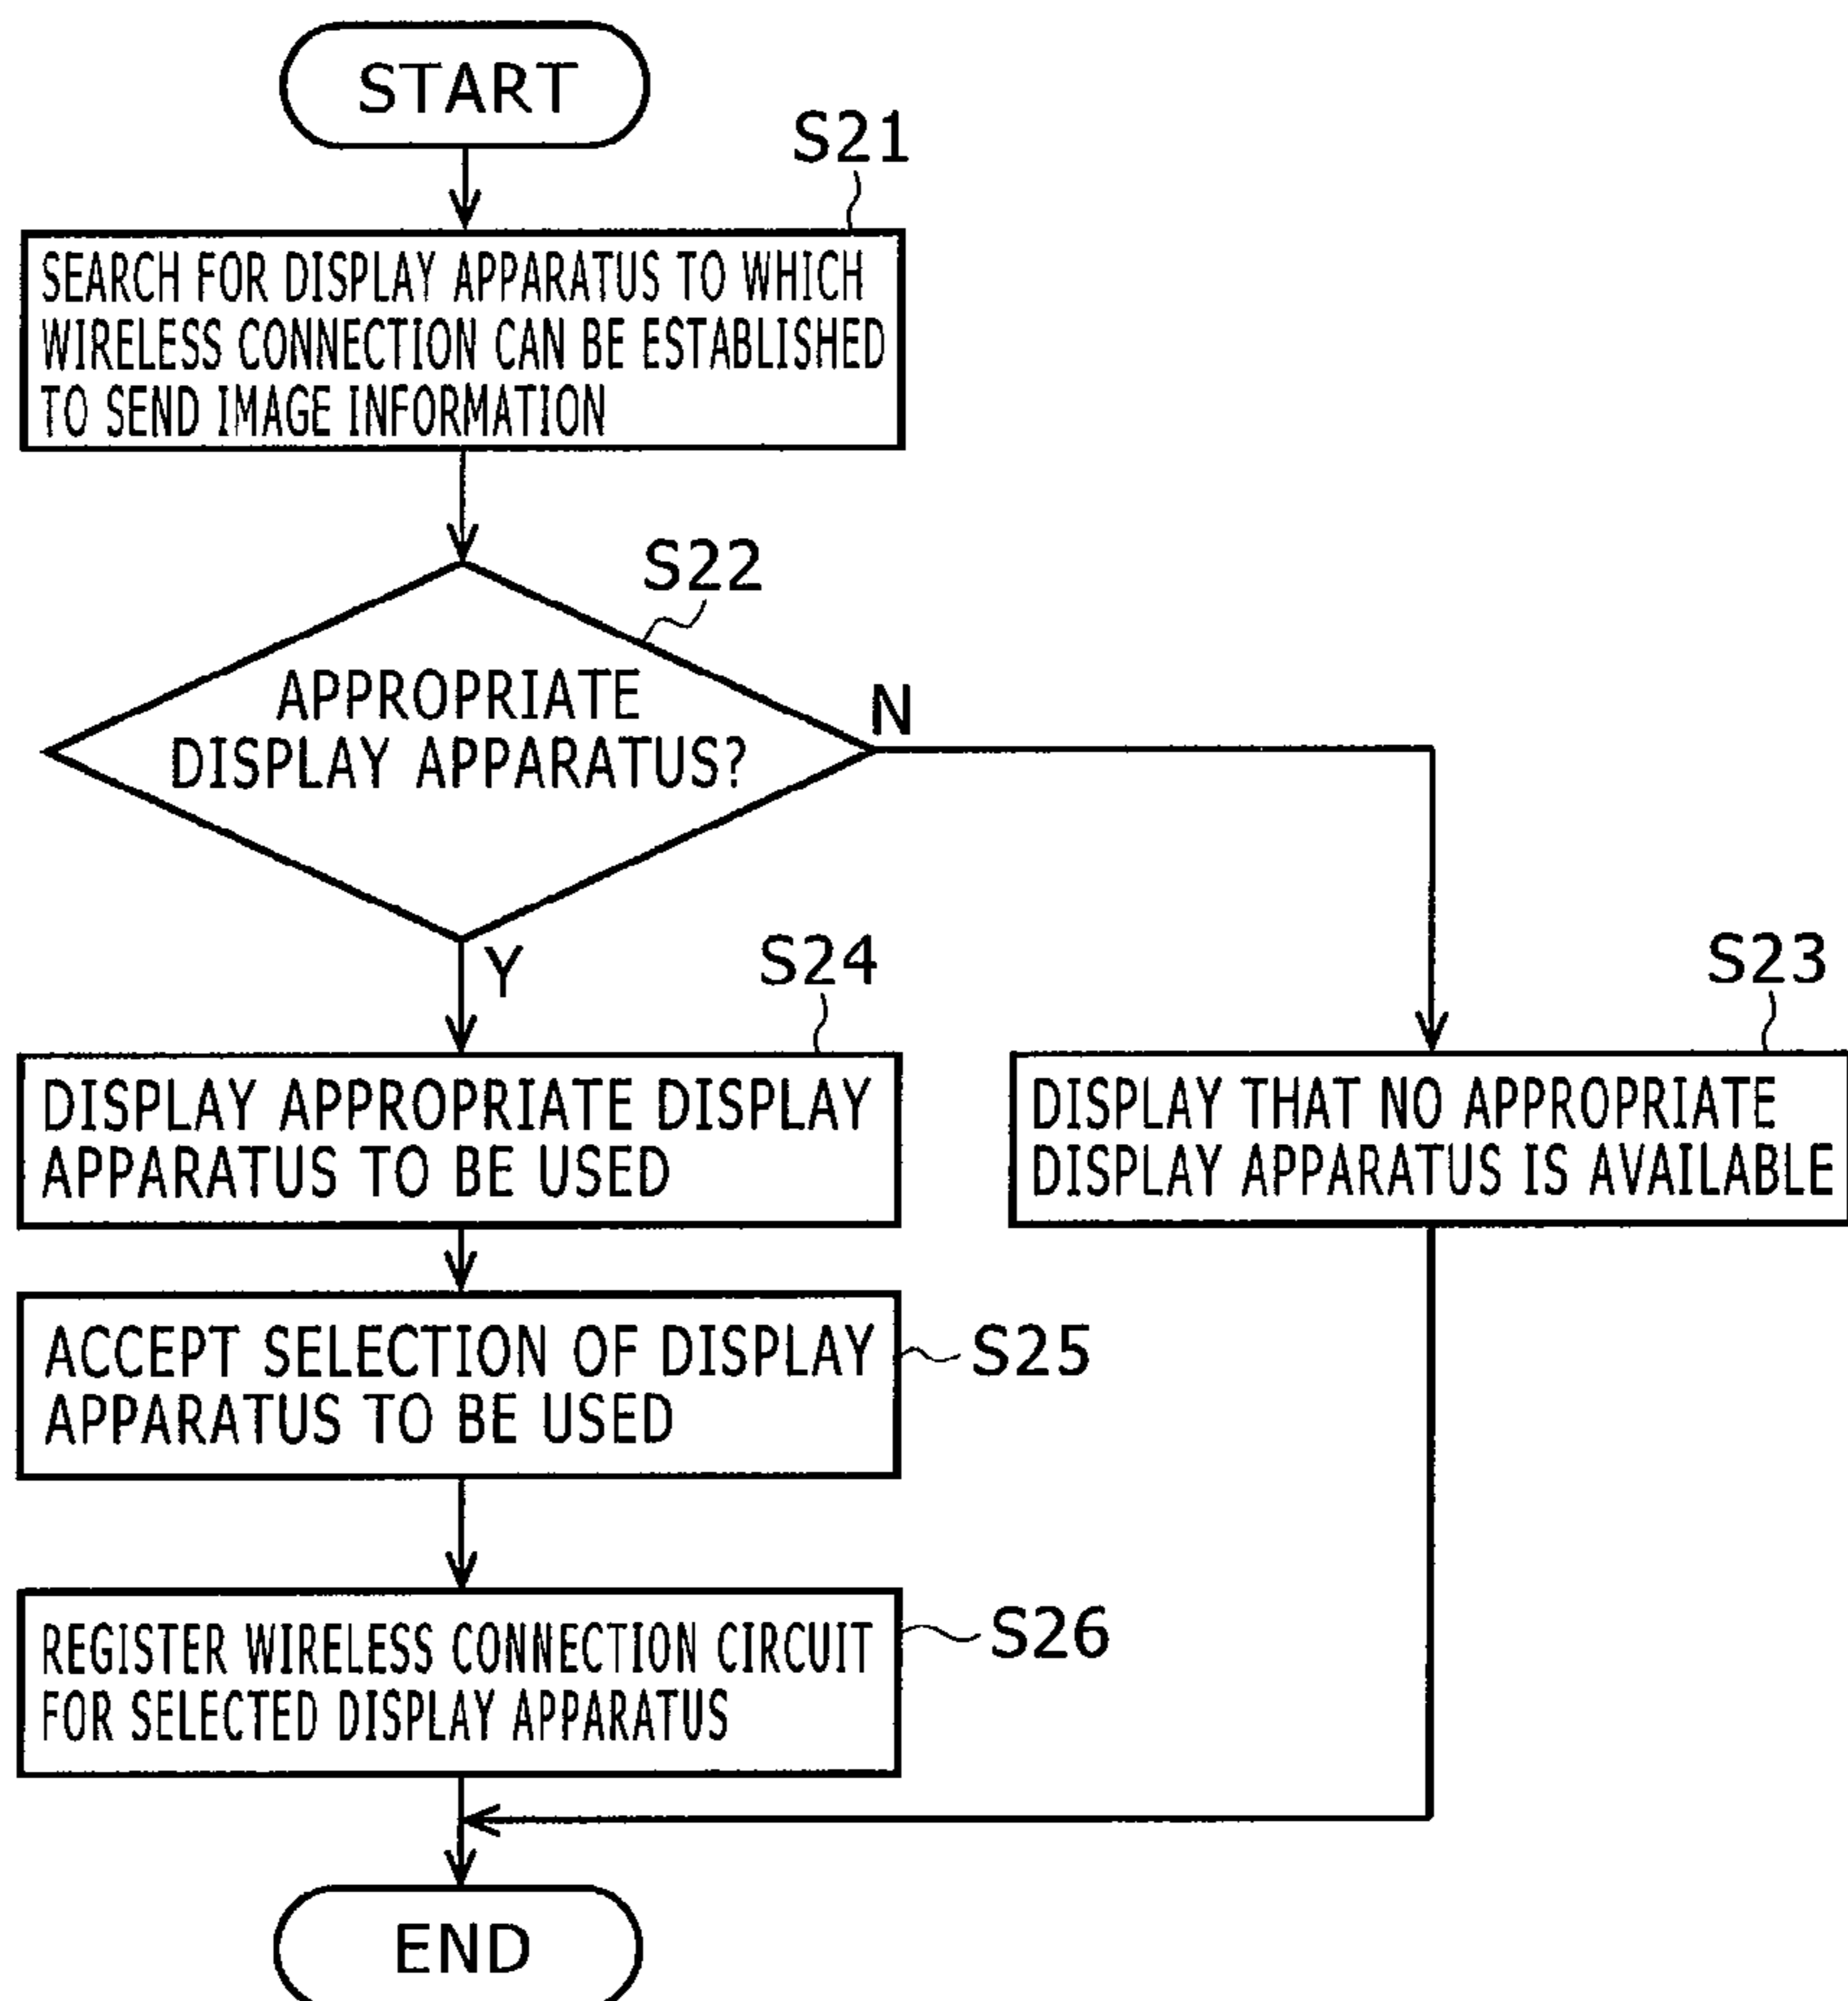 START
S21
SEARCH FOR DISPLAY APPARATUS TO WHICH
WIRELESS CONNECTION CAN BE ESTABLISHED
TO SEND IMAGE INFORMATION
S22
APPROPRIATE
DISPLAY APPARATUS?
N
Y
S24
DISPLAY APPROPRIATE DISPLAY
APPARATUS TO BE USED
S23
DISPLAY THAT NO APPROPRIATE
DISPLAY APPARATUS IS AVAILABLE
ACCEPT SELECTION OF DISPLAY
APPARATUS TO BE USED
S25
REGISTER WIRELESS CONNECTION CIRCUIT
FOR SELECTED DISPLAY APPARATUS
S26
END